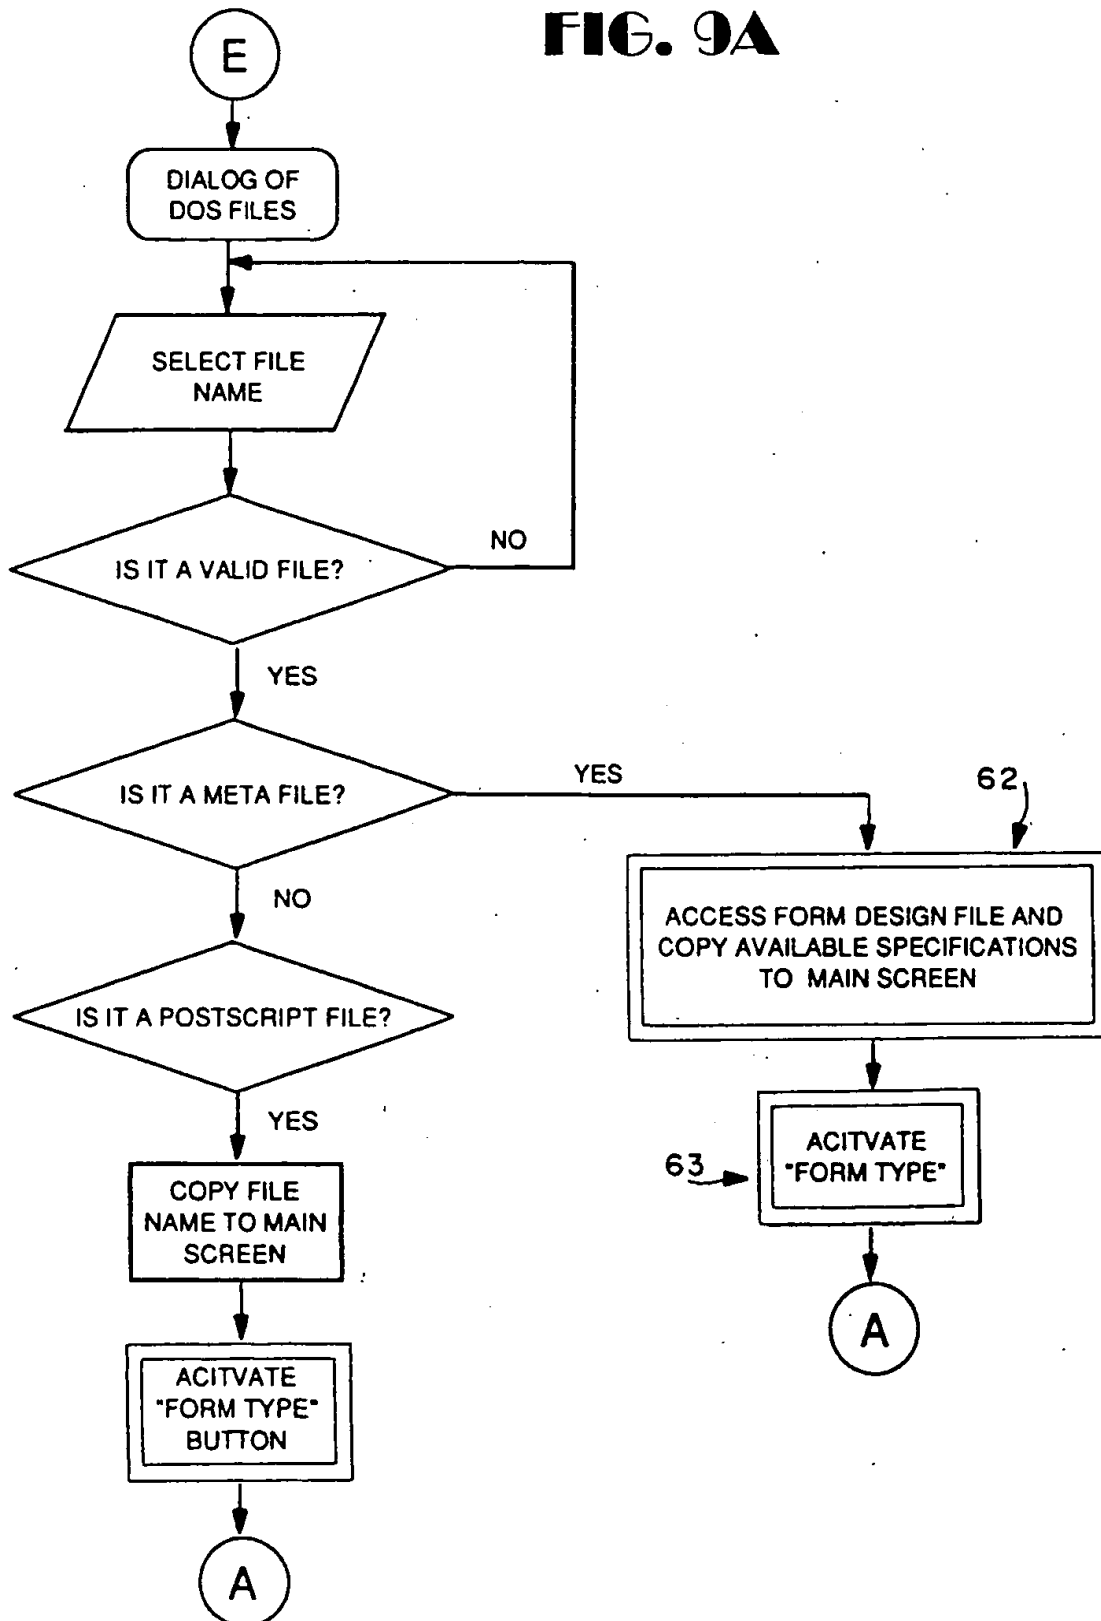 FIG. 9A
E
DIALOG OF
DOS FILES
SELECT FILE
NAME
IS IT A VALID FILE?
NO
YES
IS IT A META FILE?
YES
NO
62
ACCESS FORM DESIGN FILE AND
COPY AVAILABLE SPECIFICATIONS
TO MAIN SCREEN
63
ACITVATE
"FORM TYPE"
A
IS IT A POSTSCRIPT FILE?
YES
COPY FILE
NAME TO MAIN
SCREEN
ACITVATE
"FORM TYPE"
BUTTON
A